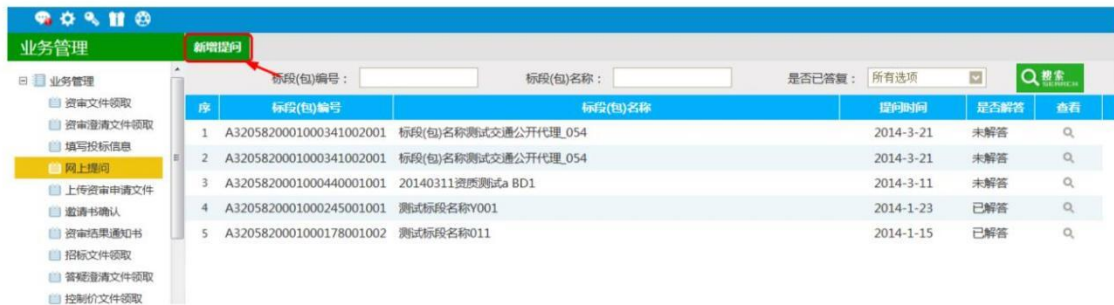 业务管理
新增提问
业务管理
资审文件领取
资审澄清文件领取
填写投标信息
网上提问
上传资审申请文件
邀请书确认
资审结果通知书
招标文件领取
答疑澄清文件领取
控制价文件领取
标段(包)编号：
标段(包)名称：
是否已答复：
所有选项
搜索
SEARCH
序 标段(包)编号 标段(包)名称 提问时间 是否解答 查看
1 A3205820001000341002001 标段(包)名称测试交通公开代理_054 2014-3-21 未解答
2 A3205820001000341002001 标段(包)名称测试交通公开代理_054 2014-3-21 未解答
3 A3205820001000440001001 20140311资质测试a BD1 2014-3-11 未解答
4 A3205820001000245001001 测试标段名称Y001 2014-1-23 已解答
5 A3205820001000178001002 测试标段名称011 2014-1-15 已解答